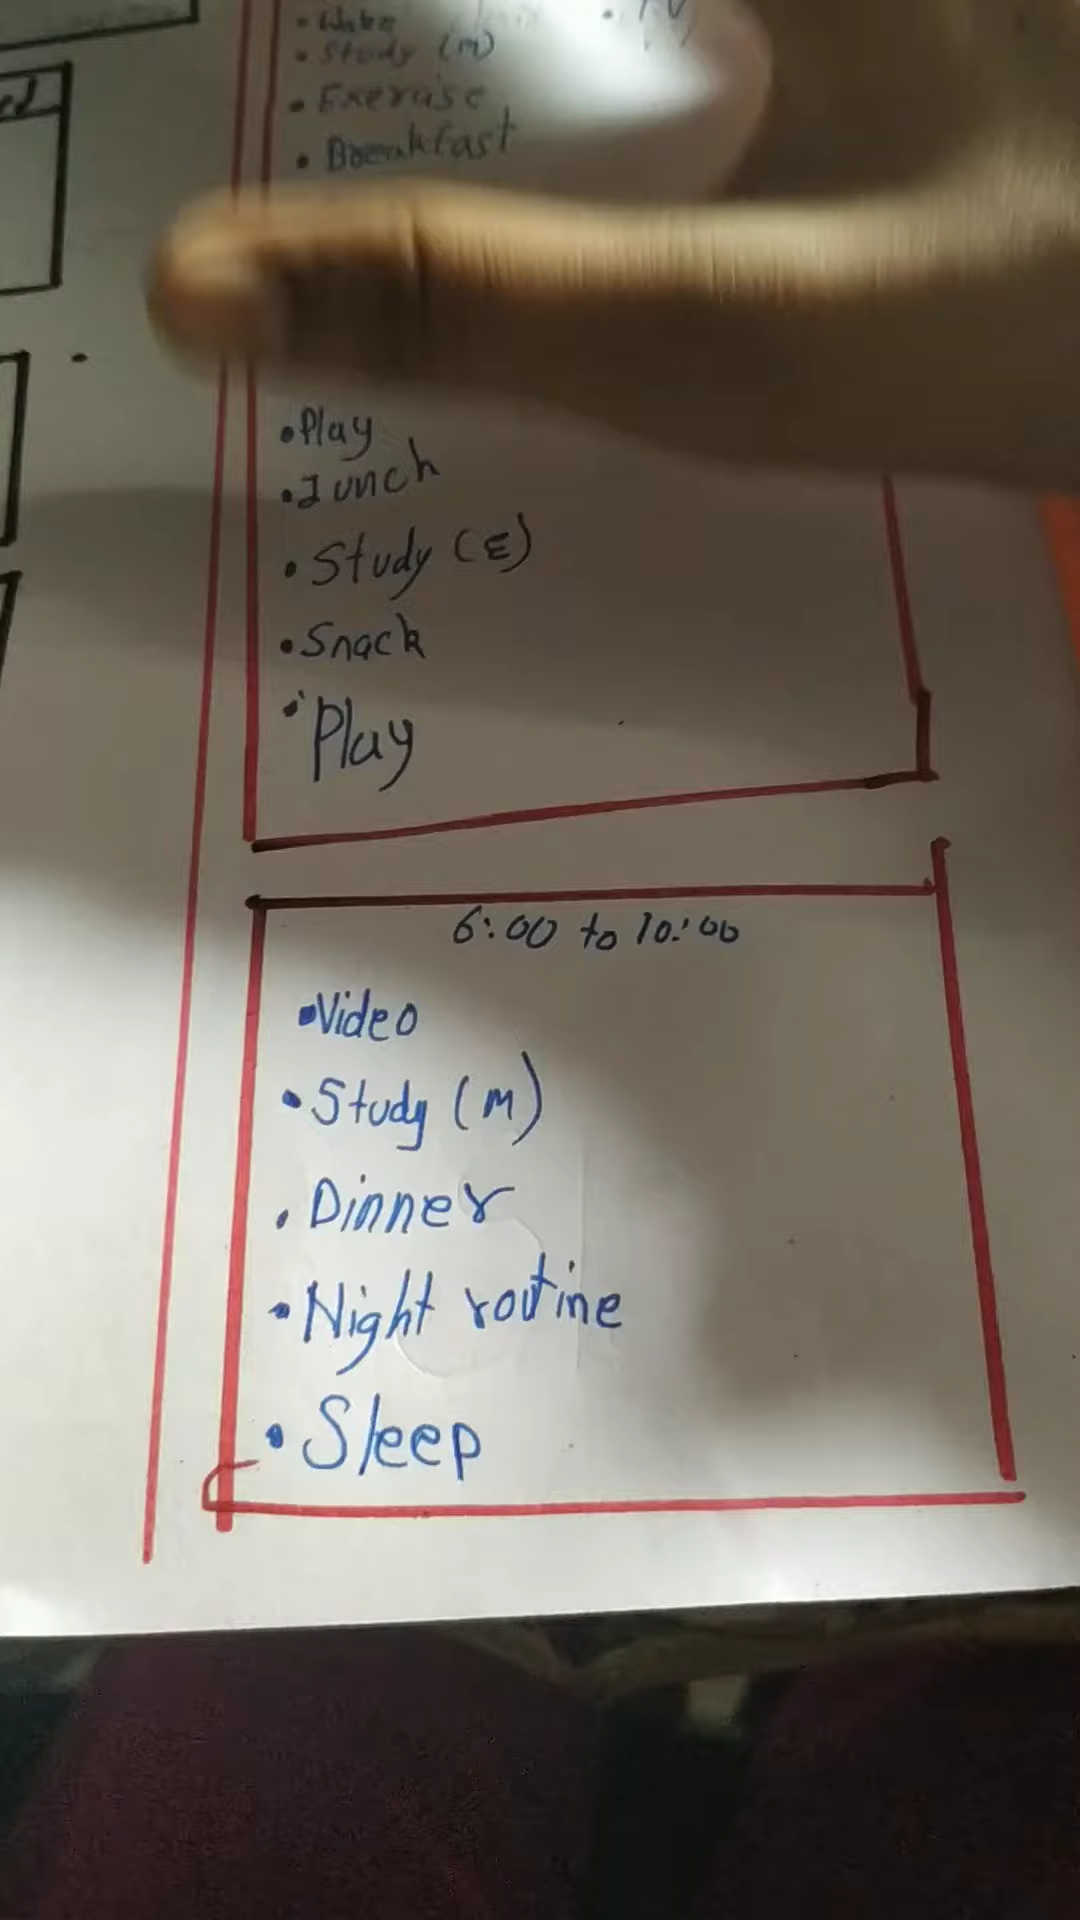 • Wake
• T.V
• Study (M)
• Exercise
• Breakfast
• Play
• Lunch
• Study (E)
• Snack
• Play
6:00 to 10:00
• Video
• Study (M)
• Dinner
• Night routine
• Sleep